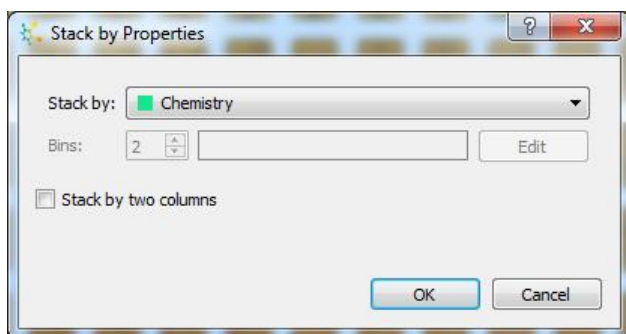 Stack by Properties
?
Stack by: Chemistry
Bins: 2 Edit
Stack by two columns
OK Cancel